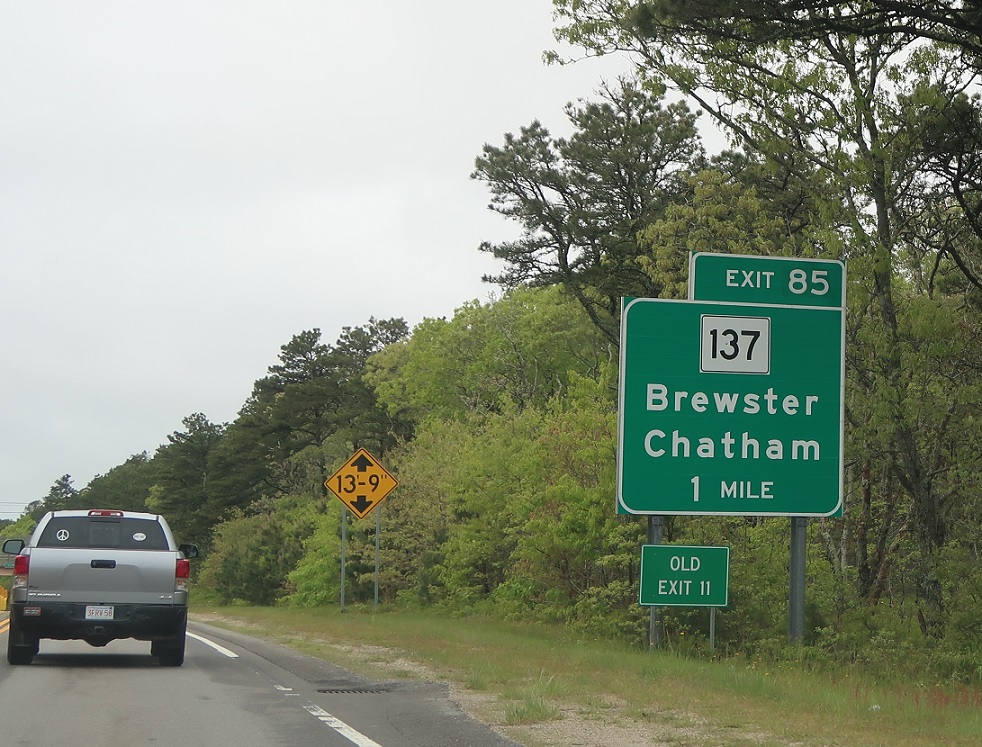 EXIT 85
137
Brewster
Chatham
1 MILE
OLD
EXIT 11
13-9"